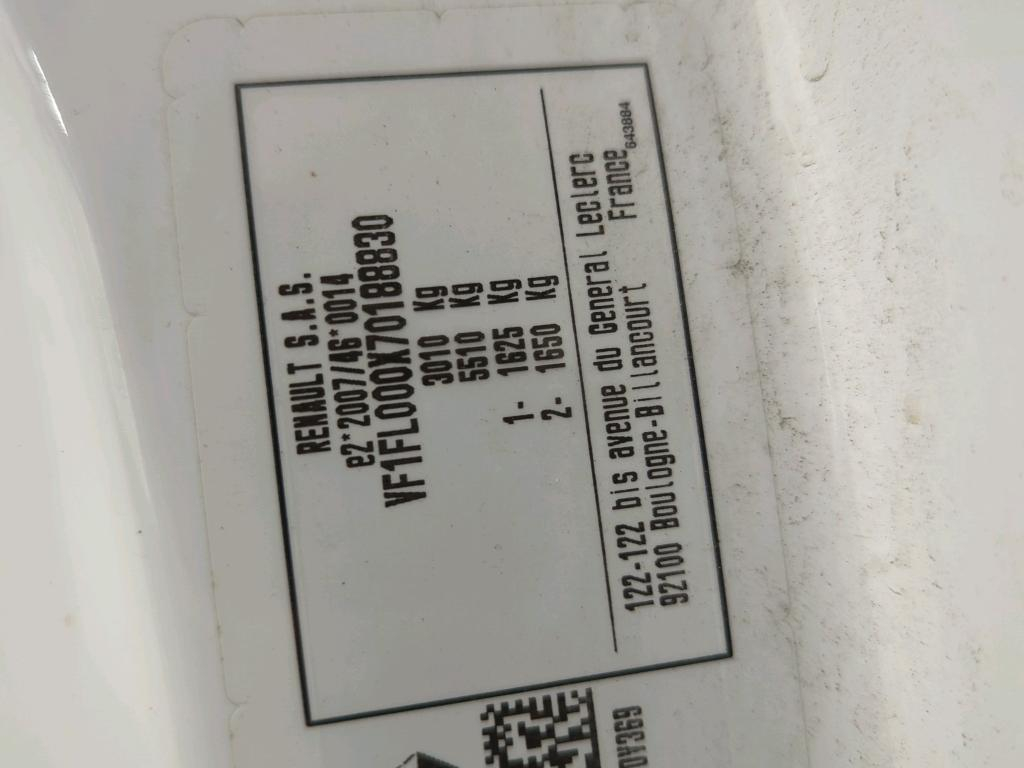 RENAULT S.A.S.
e2*2007/46*0014
VF1FL000X70188830
3010 Kg
5510 Kg
1- 1625 Kg
2- 1650 Kg
122-122 bis avenue du General Leclerc
92100 Boulogne-Billancourt France
643884